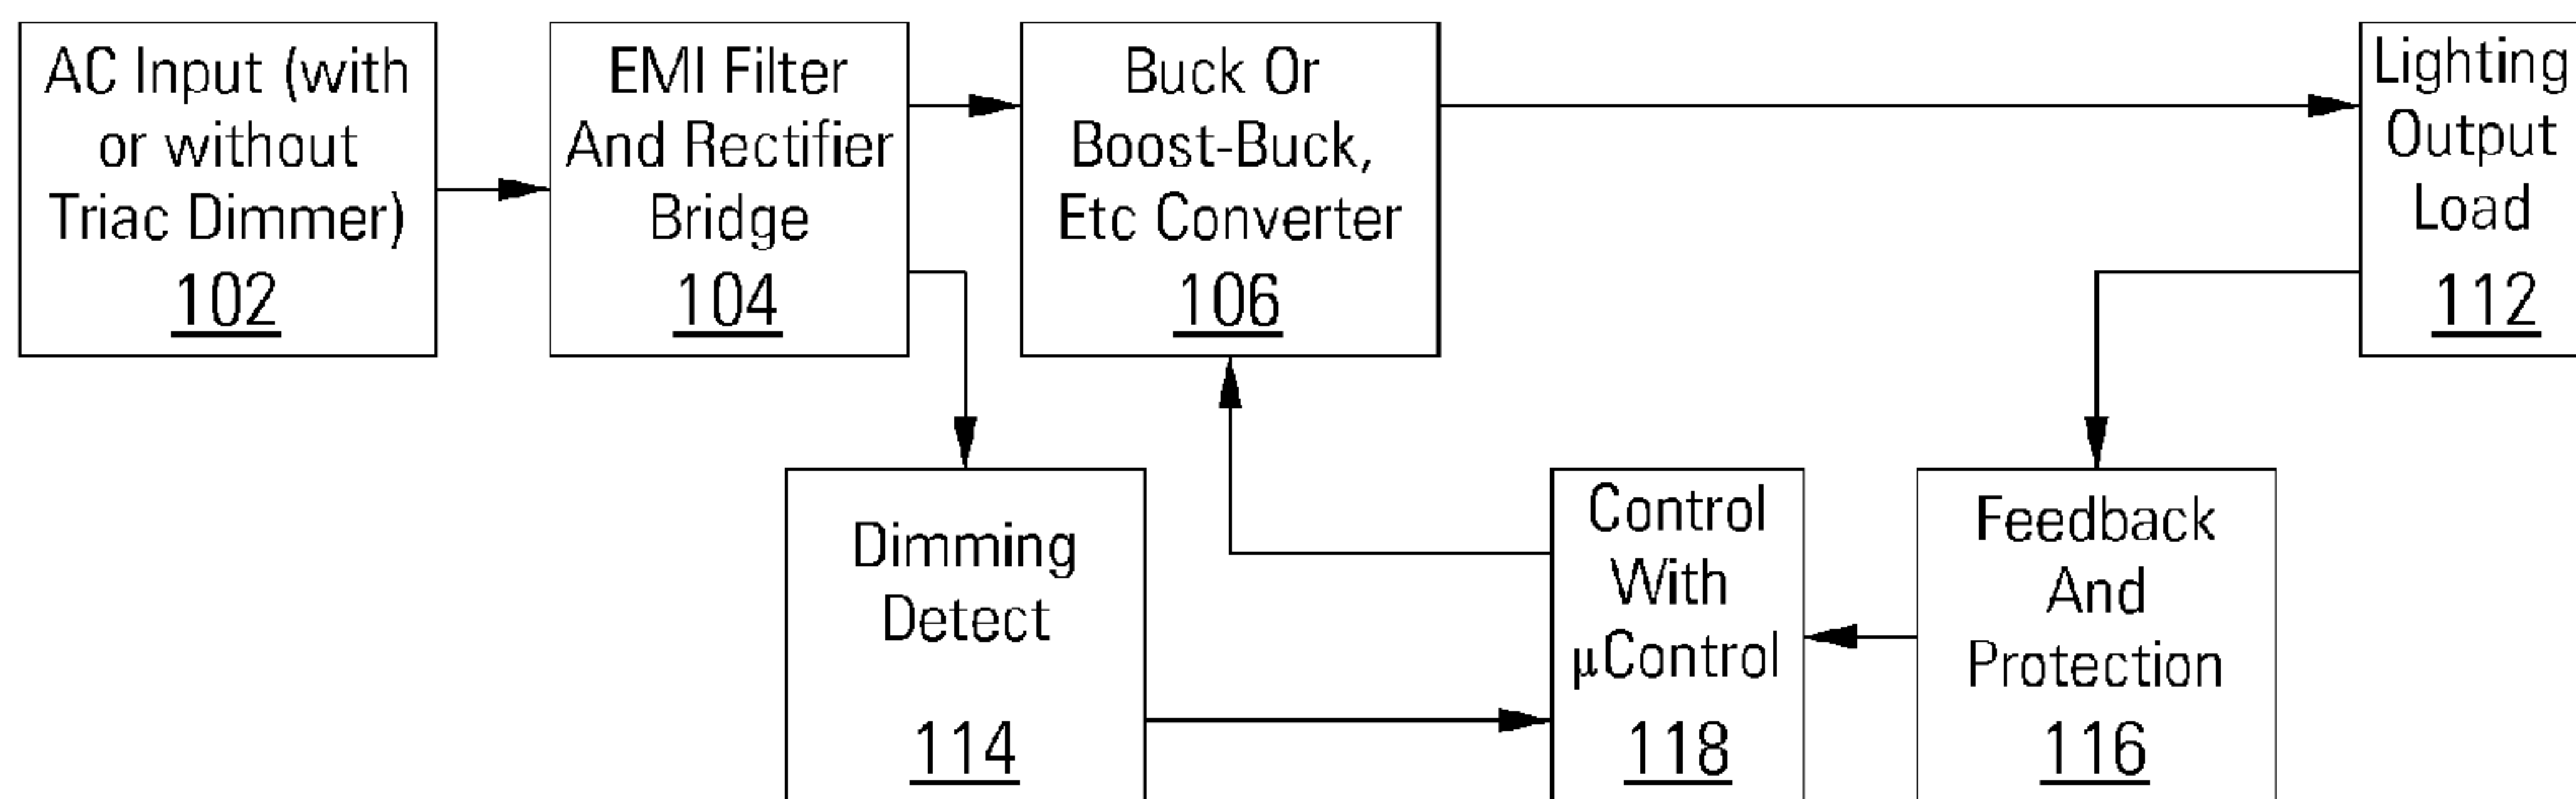 AC Input (with
or without
Triac Dimmer)
102
EMI Filter
And Rectifier
Bridge
104
Buck Or
Boost-Buck,
Etc Converter
106
Lighting
Output
Load
112
Dimming
Detect
114
Control
With
µControl
118
Feedback
And
Protection
116